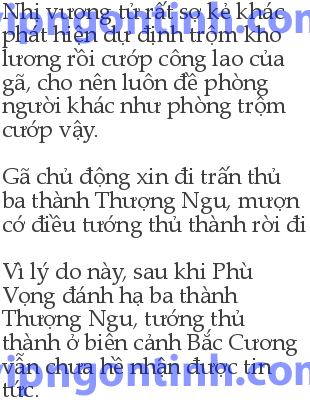 Nhị vương tử rất sợ kẻ khác
phát hiện dự định trộm kho
lương rồi cướp công lao của
gã, cho nên luôn đề phòng
người khác như phòng trộm
cướp vậy.
Gã chủ động xin đi trấn thủ
ba thành Thượng Ngu, mượn
cớ điều tướng thủ thành rời đi
Vì lý do này, sau khi Phù
Vọng đánh hạ ba thành
Thượng Ngu, tướng thủ
thành ở biên cảnh Bắc Cương
vẫn chưa hề nhận được tin
tức.
vipngontinh.com
vipngontinh.com